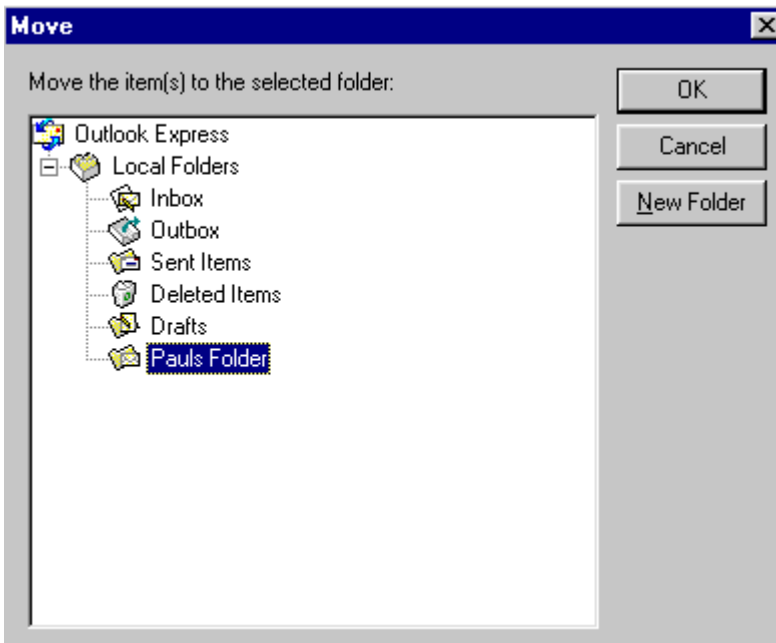 Move
Move the item(s) to the selected folder:
OK
Outlook Express
Cancel
Local Folders
New Folder
Inbox
Outbox
Sent Items
Deleted Items
Drafts
Pauls Folder